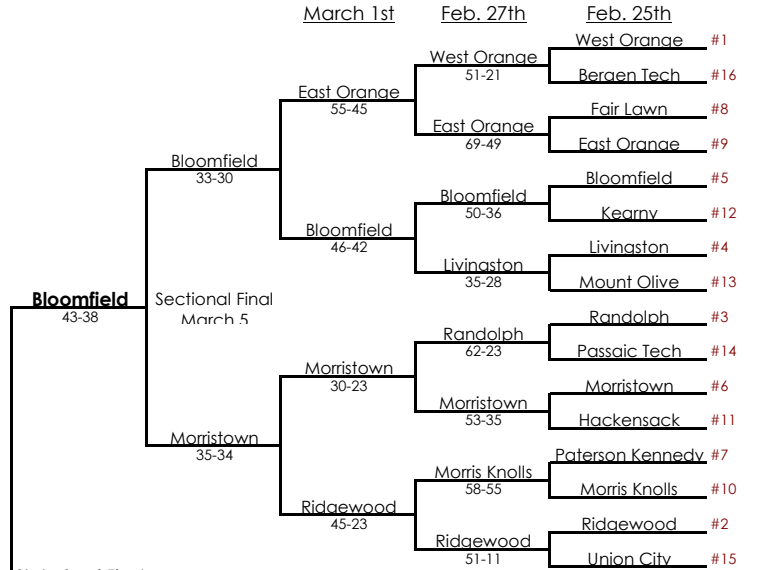 March 1st Feb. 27th Feb. 25th
West Orange #1
West Orange
51-21
Bergen Tech #16
East Orange
55-45
Fair Lawn #8
East Orange
69-49
East Orange #9
Bloomfield
33-30
Bloomfield #5
Bloomfield
50-36
Kearny #12
Bloomfield
46-42
Livingston #4
Livingston
35-28
Mount Olive #13
Bloomfield
43-38
Sectional Final
March 5
Randolph #3
Randolph
62-23
Passaic Tech #14
Morristown
30-23
Morristown #6
Morristown
53-35
Hackensack #11
Morristown
35-34
Paterson Kennedy #7
Morris Knolls
58-55
Morris Knolls #10
Ridgewood
45-23
Ridgewood #2
Ridgewood
51-11
Union City #15